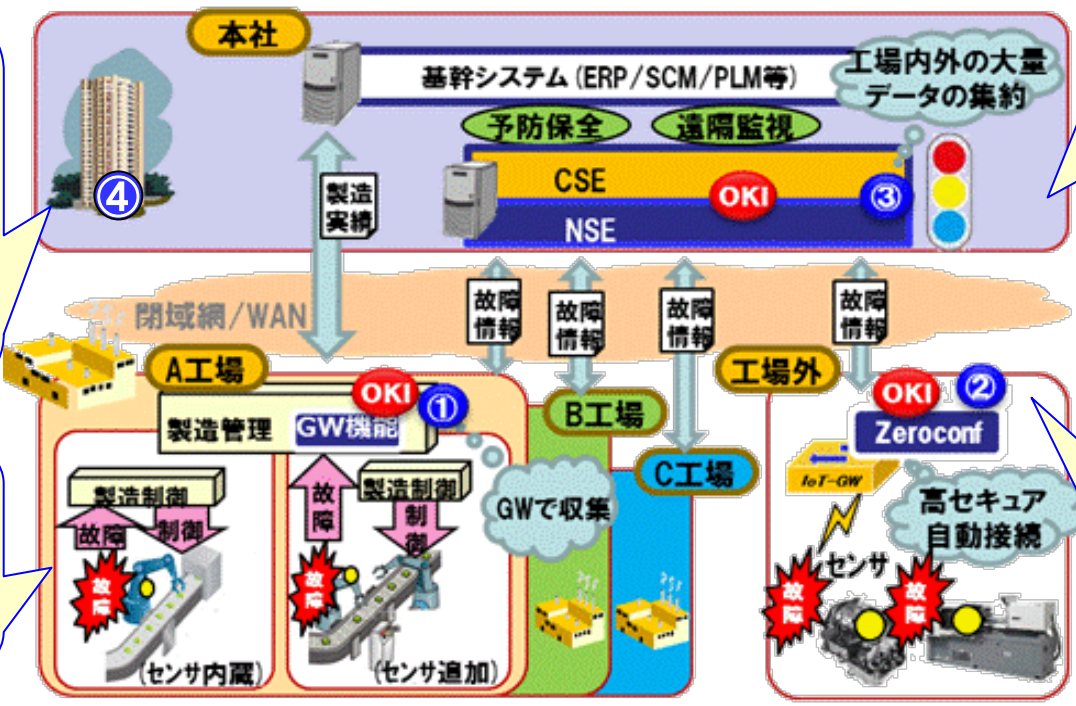 本社
基幹システム(ERP/SCM/PLM等)
工場内外の大量
データの集約
予防保全
遠隔監視
④
製造
実績
CSE
OKI
③
NSE
閉域網/WAN
故障
情報
故障
情報
故障
情報
故障
情報
A工場
OKI
①
製造管理
GW機能
B工場
C工場
工場外
OKI
②
Zeroconf
IoT-GW
高セキュア
自動接続
GWで収集
製造制御
故障
制御
故障
(センサ内蔵)
故障
製造制御
制御
故障
(センサ追加)
センサ
故障
故障